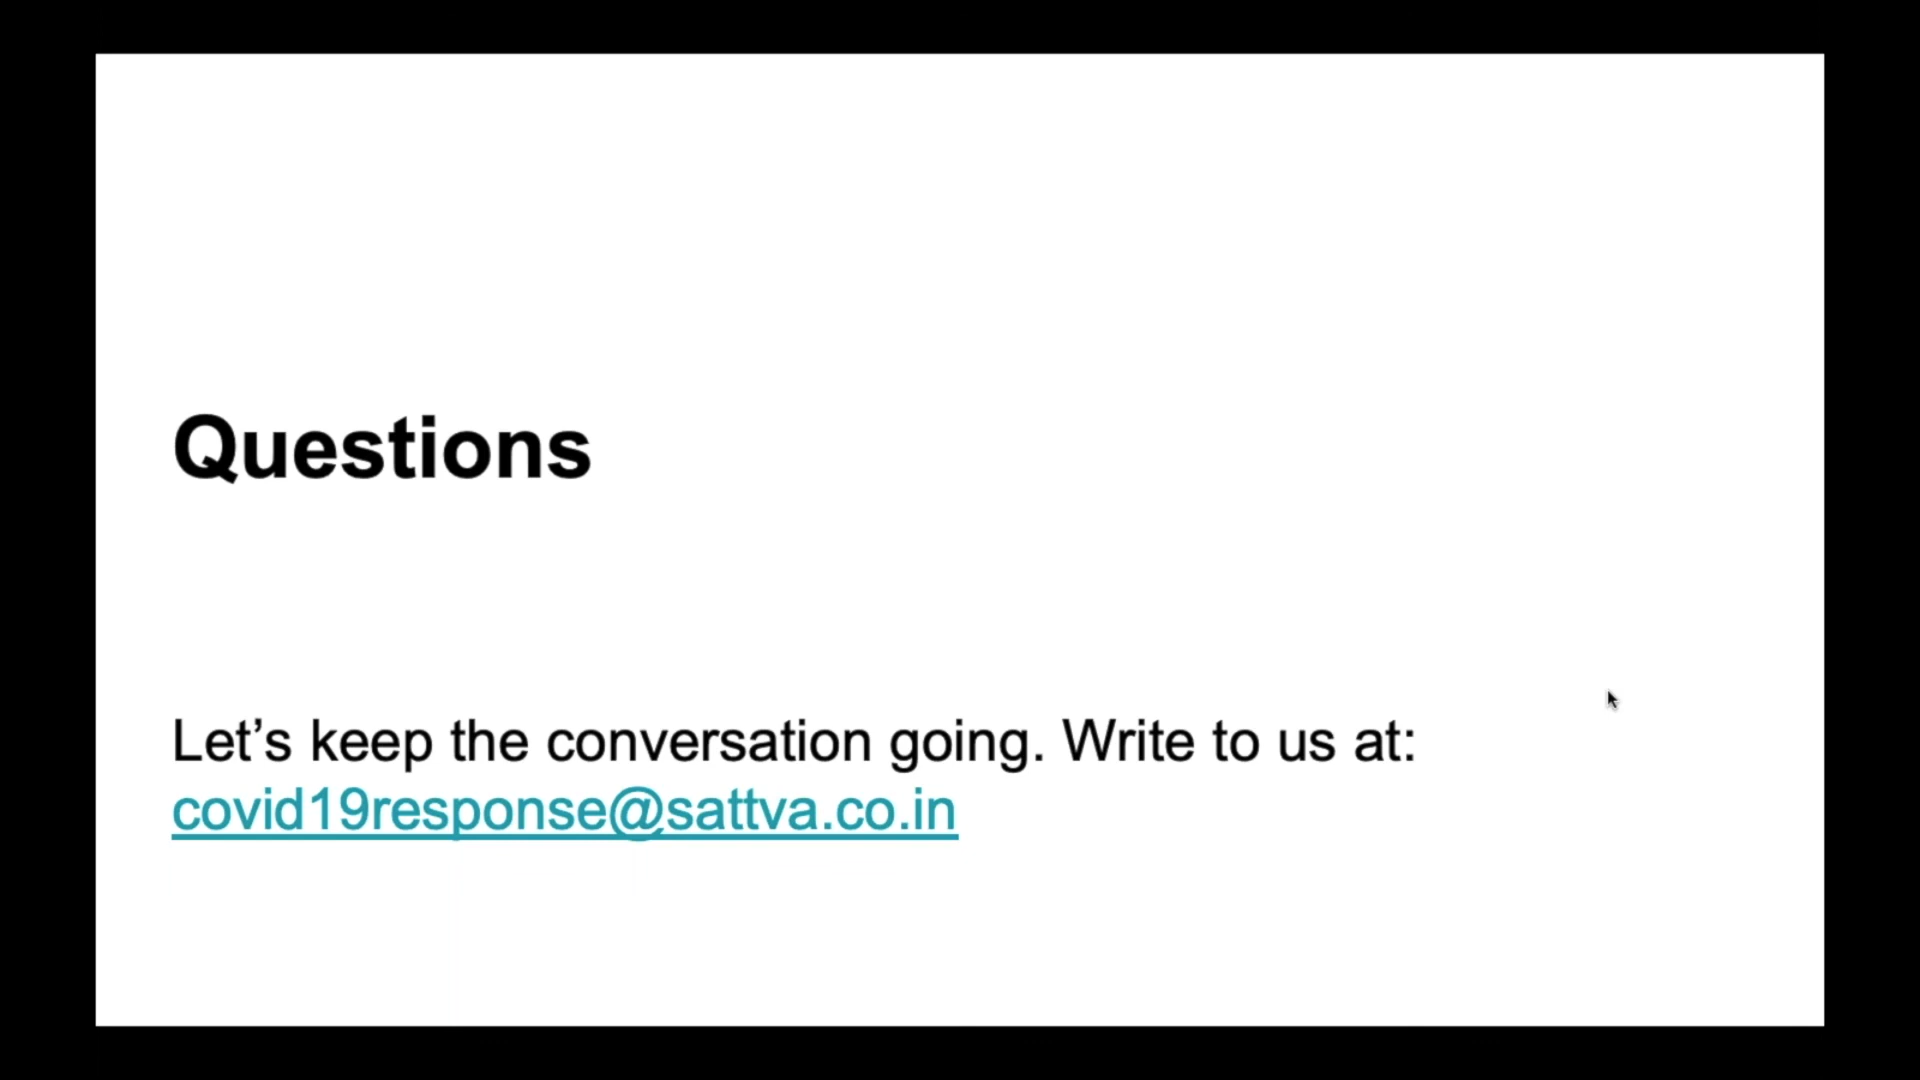 Questions
Let’s keep the conversation going. Write to us at:
covid19response@sattva.co.in